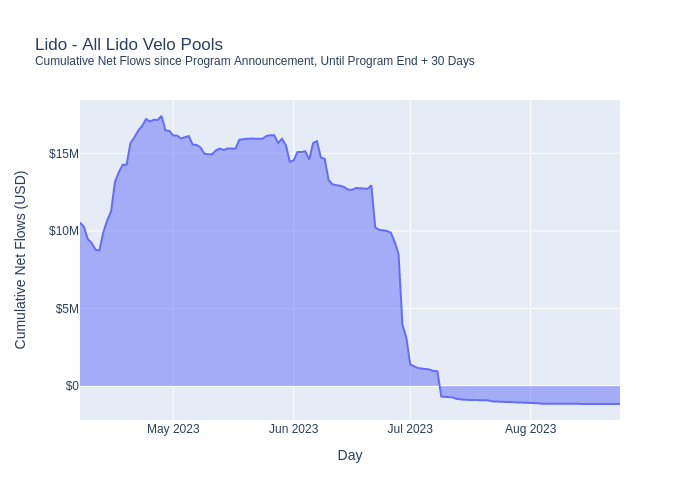 Lido - All Lido Velo Pools
Cumulative Net Flows since Program Announcement, Until Program End + 30 Days
Cumulative Net Flows (USD)
$15M
$10M
$5M
$0
May 2023
Jun 2023
Jul 2023
Aug 2023
Day